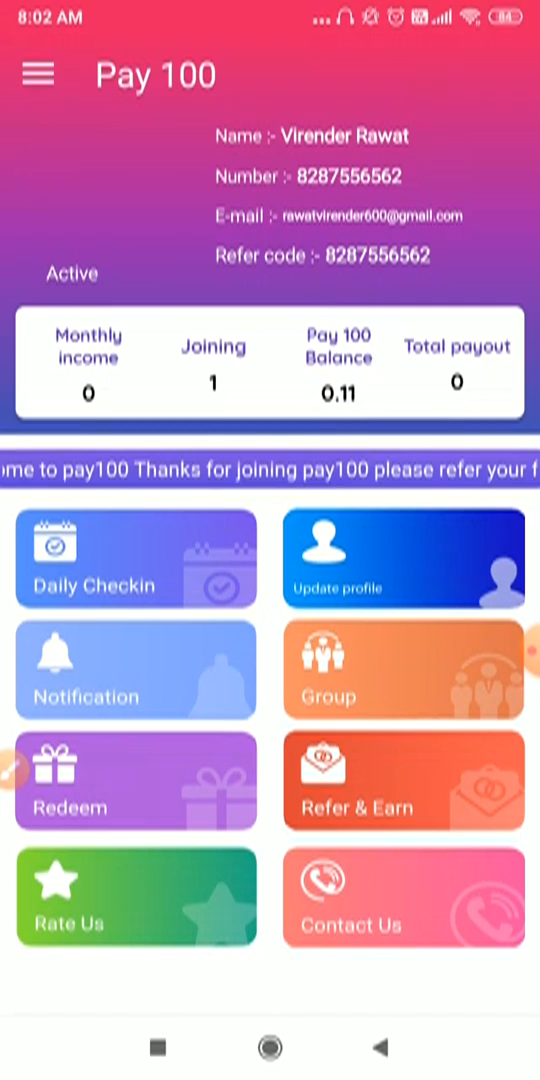 8:02 AM
84
Pay 100
Name :- Virender Rawat
Number :- 8287556562
E-mail :- rawatvirender600@gmail.com
Refer code :- 8287556562
Active
Monthly income
0
Joining
1
Pay 100 Balance
0.11
Total payout
0
me to pay100 Thanks for joining pay100 please refer your f
Daily Checkin
Update profile
Notification
Group
Redeem
Refer & Earn
Rate Us
Contact Us